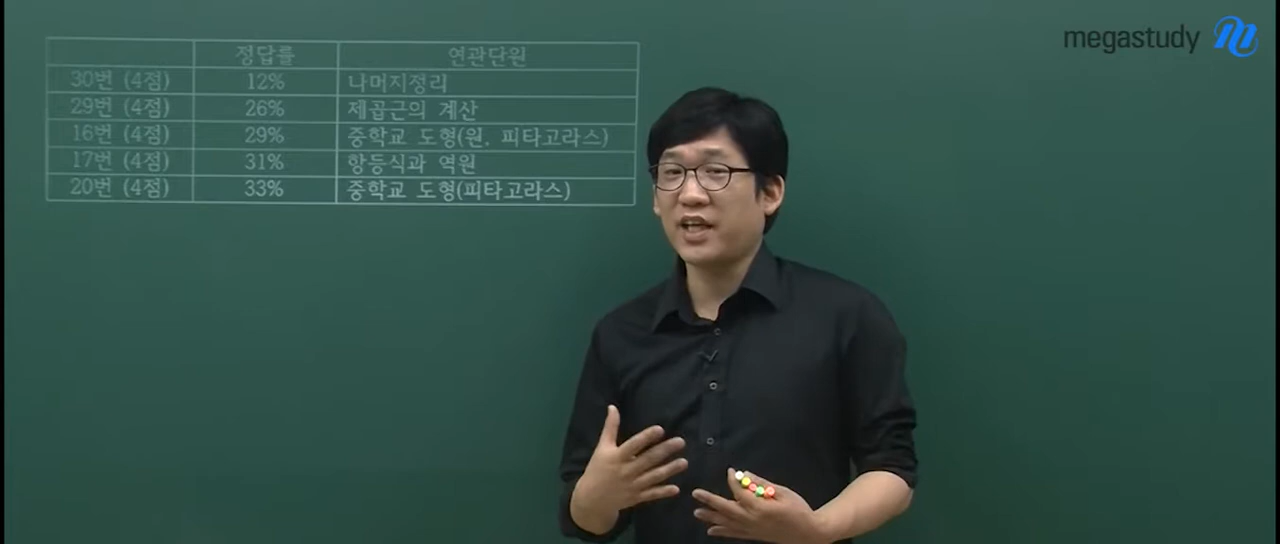 megastudy
정답률 연관단원
30번 (4점) 12% 나머지정리
29번 (4점) 26% 제곱근의 계산
16번 (4점) 29% 중학교 도형(원, 피타고라스)
17번 (4점) 31% 항등식과 역원
20번 (4점) 33% 중학교 도형(피타고라스)